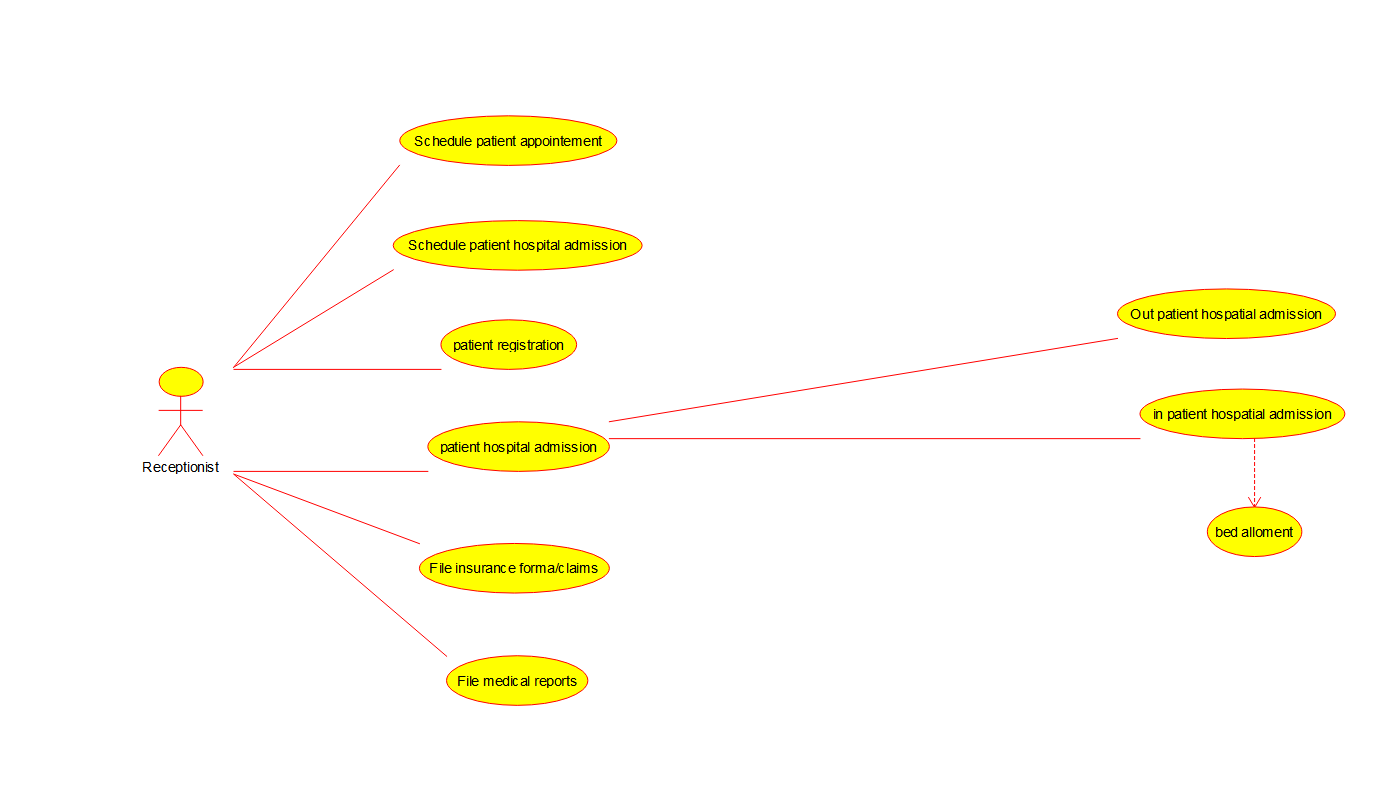 Schedule patient appointement
Schedule patient hospital admission
patient registration
Receptionist
patient hospital admission
File insurance forma/claims
File medical reports
Out patient hospatial admission
in patient hospatial admission
bed alloment